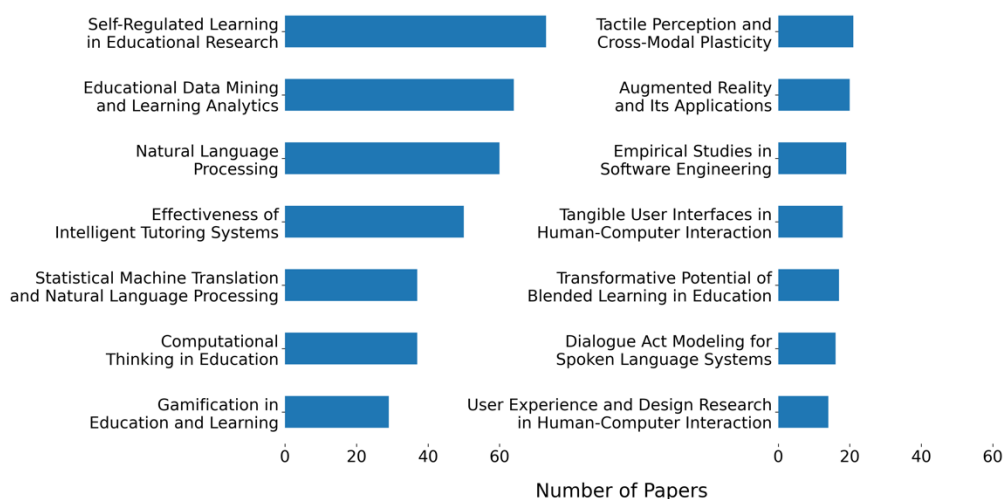 Self-Regulated Learning
in Educational Research
Educational Data Mining
and Learning Analytics
Natural Language
Processing
Effectiveness of
Intelligent Tutoring Systems
Statistical Machine Translation
and Natural Language Processing
Computational
Thinking in Education
Gamification in
Education and Learning
0 20 40 60
Tactile Perception and
Cross-Modal Plasticity
Augmented Reality
and Its Applications
Empirical Studies in
Software Engineering
Tangible User Interfaces in
Human-Computer Interaction
Transformative Potential of
Blended Learning in Education
Dialogue Act Modeling for
Spoken Language Systems
User Experience and Design Research
in Human-Computer Interaction
0 20 40 60
Number of Papers